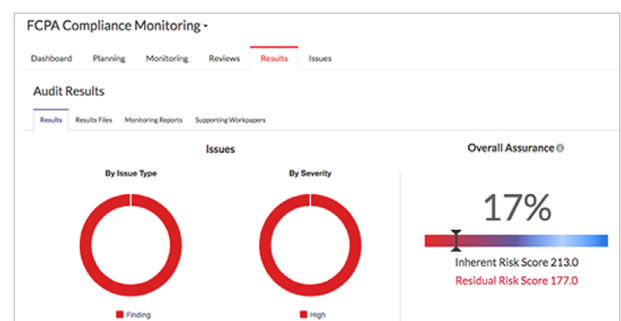 FCPA Compliance Monitoring
Dashboard Planning Monitoring Reviews Results Issues
Audit Results
Results Results Files Monitoring Reports Supporting Workpapers
Issues
By Issue Type
Finding
By Severity
High
Overall Assurance
17%
Inherent Risk Score 213.0
Residual Risk Score 177.0